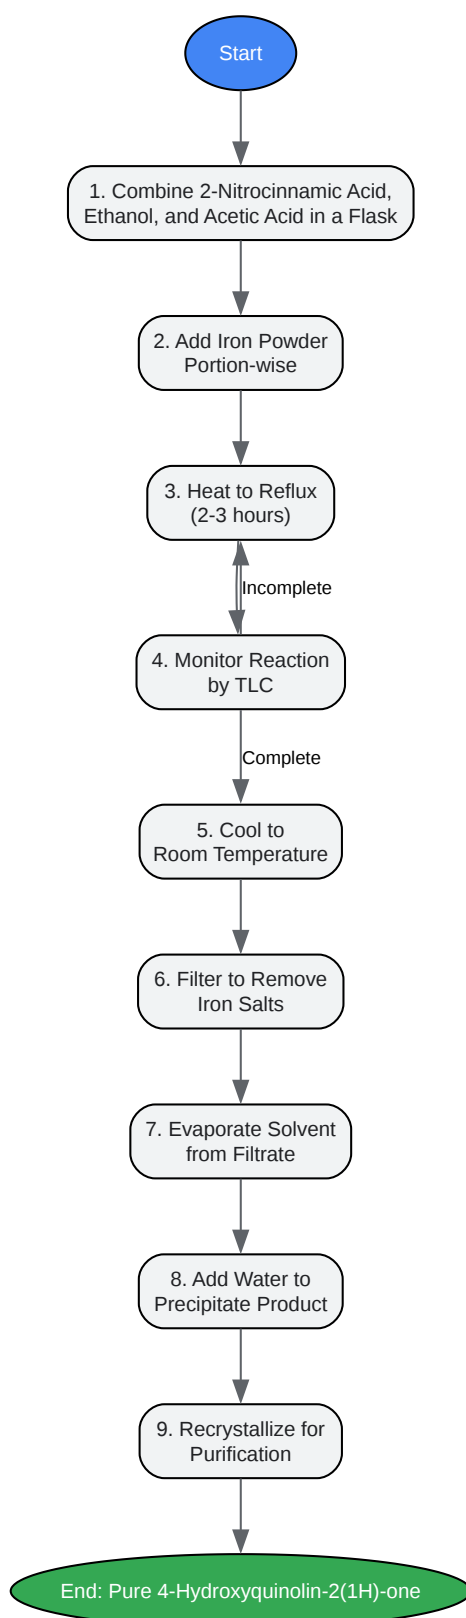 Start
1. Combine 2-Nitrocinnamic Acid,
Ethanol, and Acetic Acid in a Flask
2. Add Iron Powder
Portion-wise
3. Heat to Reflux
(2-3 hours)
Incomplete
4. Monitor Reaction
by TLC
Complete
5. Cool to
Room Temperature
6. Filter to Remove
Iron Salts
7. Evaporate Solvent
from Filtrate
8. Add Water to
Precipitate Product
9. Recrystallize for
Purification
End: Pure 4-Hydroxyquinolin-2(1H)-one